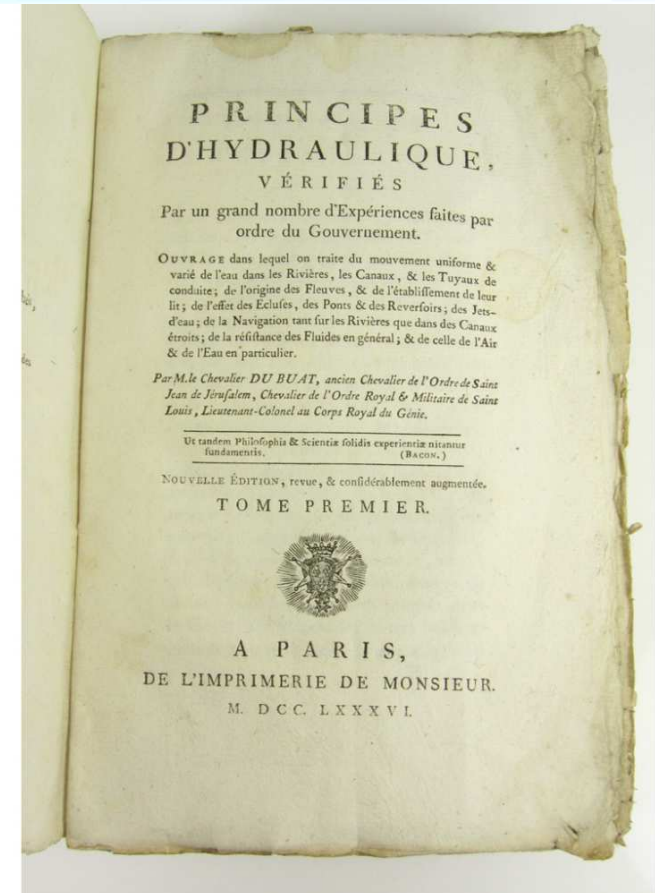 PRINCIPES
D'HYDRAULIQUE,
VÉRIFIÉS
Par un grand nombre d'Expériences faites par
ordre du Gouvernement.
OUVRAGE dans lequel on traite du mouvement uniforme &
varié de l'eau dans les Rivières, les Canaux, & les Tuyaux de
conduite; de l'origine des Fleuves, & de l'établiſſement de leur
lit; de l'effet des Ecluſes, des Ponts & des Reverſoirs; des Jets-
d'eau; de la Navigation tant ſur les Rivières que dans des Canaux
étroits; de la réſiſtance des Fluides en général; & de celle de l'Air
& de l'Eau en particulier.
Par M. le Chevalier DU BUAT, ancien Chevalier de l'Ordre de Saint
Jean de Jéruſalem, Chevalier de l'Ordre Royal & Militaire de Saint
Louis, Lieutenant-Colonel au Corps Royal du Génie.
Ut tandem Philoſophia & Scientiæ ſolidis experientiæ nitantur
fundamentis. (BACON.)
NOUVELLE ÉDITION, revue, & conſidérablement augmentée.
TOME PREMIER.
A PARIS,
DE L'IMPRIMERIE DE MONSIEUR.
M. DCC. LXXXVI.